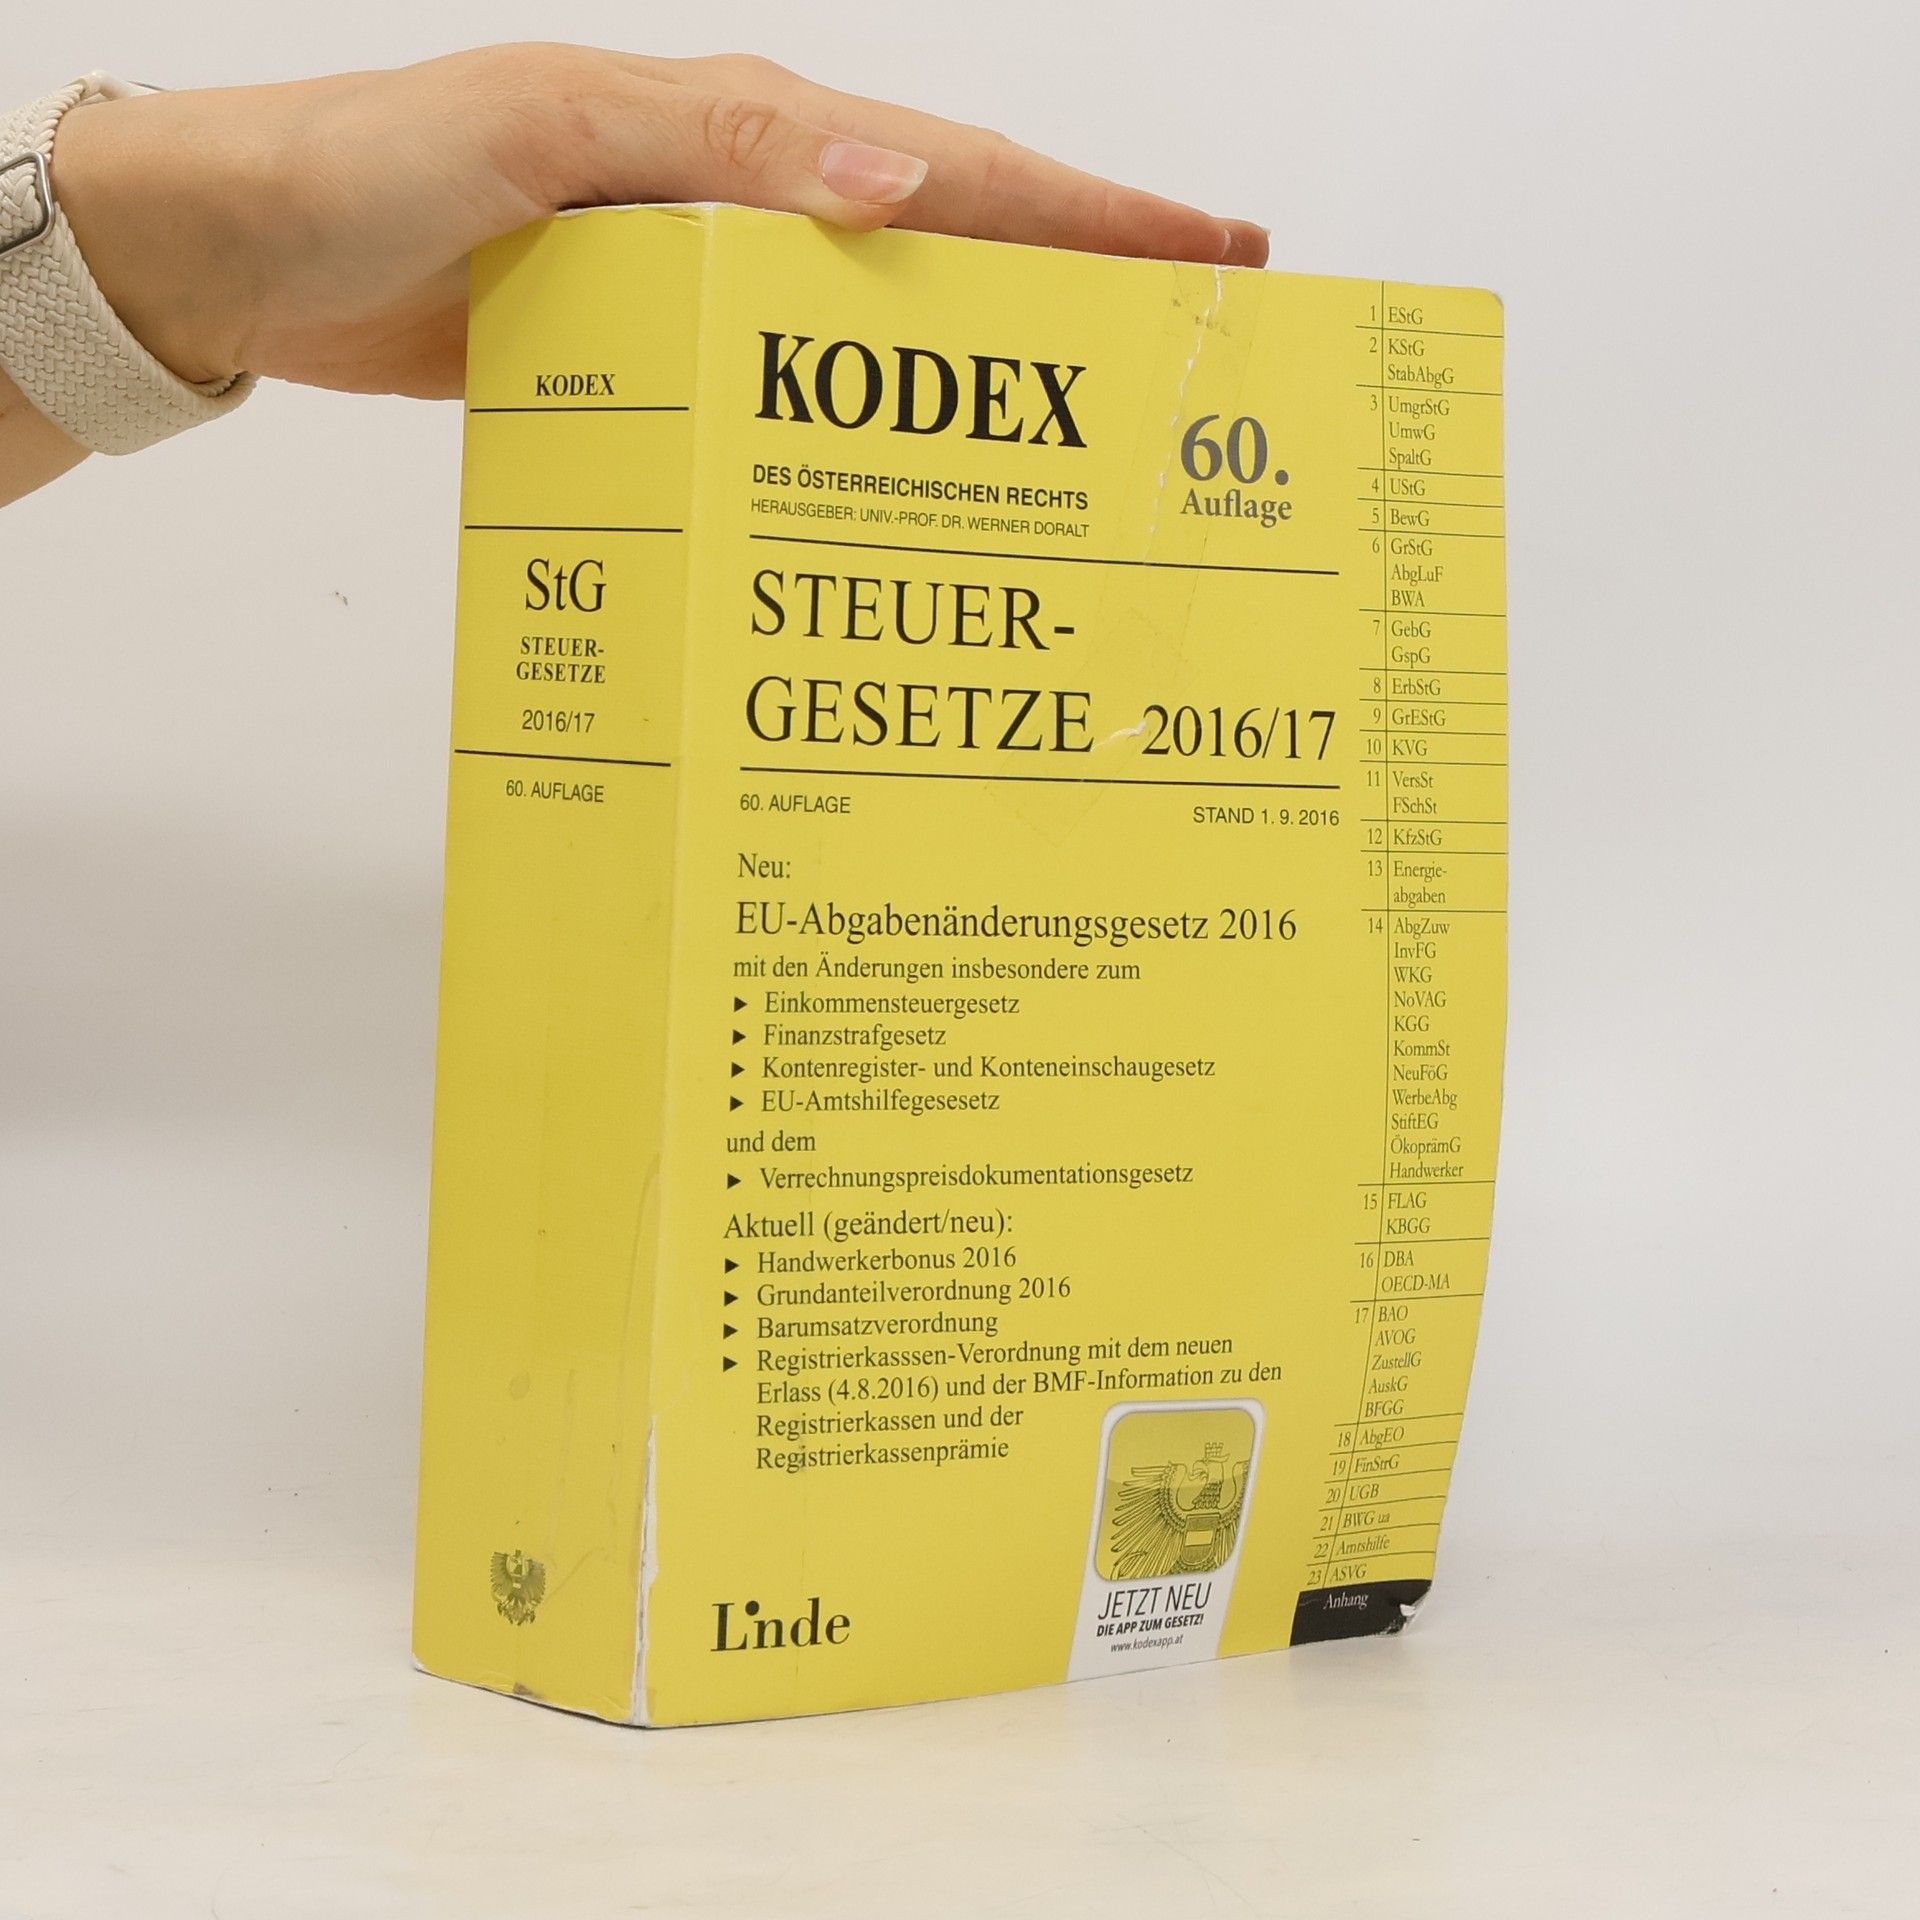 KODEX
StG
STEUER-
GESETZE
2016/17
60. AUFLAGE
KODEX
DES ÖSTERREICHISCHEN RECHTS
HERAUSGEBER: UNIV.-PROF. DR. WERNER DORALT
60.
Auflage
STEUER-
GESETZE 2016/17
60. AUFLAGE STAND 1. 9. 2016
Neu:
EU-Abgabenänderungsgesetz 2016
mit den Änderungen insbesondere zum
► Einkommensteuergesetz
► Finanzstrafgesetz
► Kontenregister- und Konteneinschaugesetz
► EU-Amtshilfegesesetz
und dem
► Verrechnungspreisdokumentationsgesetz
Aktuell (geändert/neu):
► Handwerkerbonus 2016
► Grundanteilverordnung 2016
► Barumsatzverordnung
► Registrierkasssen-Verordnung mit dem neuen
Erlass (4.8.2016) und der BMF-Information zu den
Registrierkassen und der
Registrierkassenprämie
Linde
JETZT NEU
DIE APP ZUM GESETZ!
www.kodexapp.at
1 EStG
2 KStG
StabAbgG
3 UmgrStG
UmwG
SpaltG
4 UStG
5 BewG
6 GrStG
AbgLuF
BWA
7 GebG
GspG
8 ErbStG
9 GrEStG
10 KVG
11 VersSt
FSchSt
12 KfzStG
13 Energie-
abgaben
14 AbgZuw
InvFG
WKG
NoVAG
KGG
KommSt
NeuFöG
WerbeAbg
StiftEG
ÖkoprämG
Handwerker
15 FLAG
KBGG
16 DBA
OECD-MA
17 BAO
AVOG
ZustellG
AuskG
BFGG
18 AbgEO
19 FinStrG
20 UGB
21 BWG ua
22 Amtshilfe
23 ASVG
Anhang